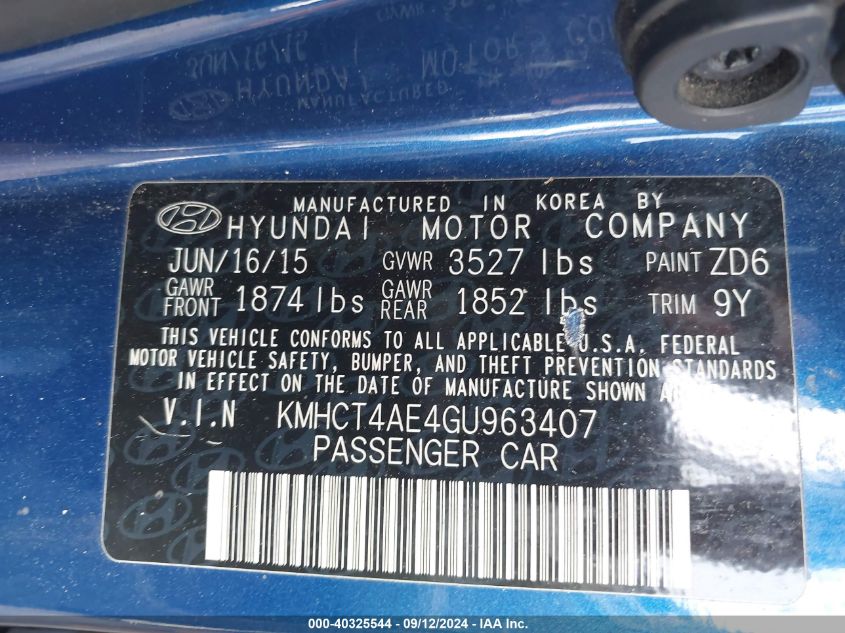 MANUFACTURED IN KOREA BY
HYUNDAI MOTOR COMPANY
JUN/16/15 GVWR 3527 lbs PAINT ZD6
GAWR FRONT 1874 lbs GAWR REAR 1852 lbs TRIM 9Y
THIS VEHICLE CONFORMS TO ALL APPLICABLE U.S.A. FEDERAL
MOTOR VEHICLE SAFETY, BUMPER, AND THEFT PREVENTION STANDARDS
IN EFFECT ON THE DATE OF MANUFACTURE SHOWN
V.I.N KMHCT4AE4GU963407
PASSENGER CAR
000-40325544 - 09/12/2024 - IAA Inc.